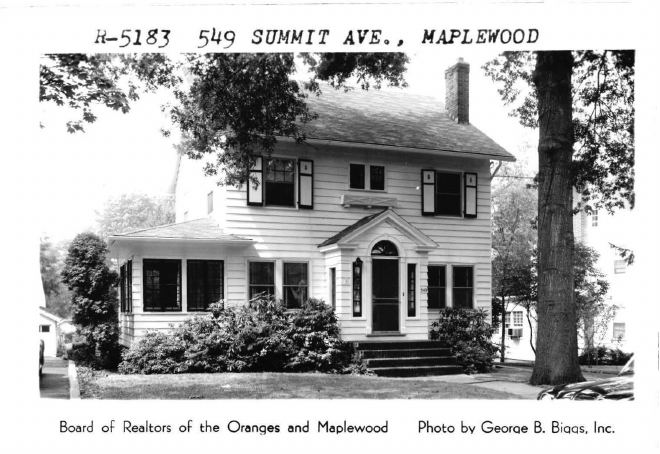 R-5183 549 SUMMIT AVE., MAPLEWOOD
Board of Realtors of the Oranges and Maplewood Photo by George B. Biggs, Inc.